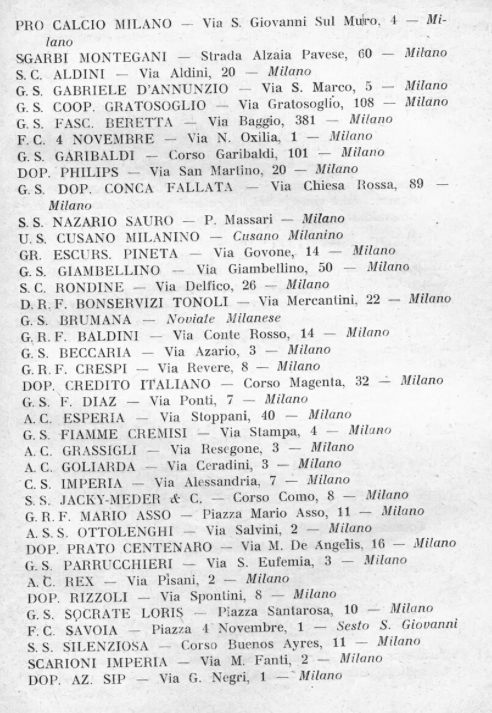 PRO CALCIO MILANO — Via S. Giovanni Sul Muro, 4 — Mi-
lano
SGARBI MONTEGANI — Strada Alzaia Pavese, 60 — Milano
S. C. ALDINI — Via Aldini, 20 — Milano
G. S. GABRIELE D'ANNUNZIO — Via S. Marco, 5 — Milano
G. S. COOP. GRATOSOGLIO — Via Gratosoglio, 108 — Milano
G. S. FASC. BERETTA — Via Baggio, 381 — Milano
F. C. 4 NOVEMBRE — Via N. Oxilia, 1 — Milano
G. S. GARIBALDI — Corso Garibaldi, 101 — Milano
DOP. PHILIPS — Via San Martino, 20 — Milano
G. S. DOP. CONCA FALLATA — Via Chiesa Rossa, 89 —
Milano
S. S. NAZARIO SAURO — P. Massari — Milano
U. S. CUSANO MILANINO — Cusano Milanino
GR. ESCURS. PINETA — Via Govone, 14 — Milano
G. S. GIAMBELLINO — Via Giambellino, 50 — Milano
S. C. RONDINE — Via Delfico, 26 — Milano
D. R. F. BONSERVIZI TONOLI — Via Mercantini, 22 — Milano
G. S. BRUMANA — Noviate Milanese
G. R. F. BALDINI — Via Conte Rosso, 14 — Milano
G. S. BECCARIA — Via Azario, 3 — Milano
G. R. F. CRESPI — Via Revere, 8 — Milano
DOP. CREDITO ITALIANO — Corso Magenta, 32 — Milano
G. S. F. DIAZ — Via Ponti, 7 — Milano
A. C. ESPERIA — Via Stoppani, 40 — Milano
G. S. FIAMME CREMISI — Via Stampa, 4 — Milano
A. C. GRASSIGLI — Via Resegone, 3 — Milano
A. C. GOLIARDA — Via Ceradini, 3 — Milano
C. S. IMPERIA — Via Alessandria, 7 — Milano
S. S. JACKY-MEDER & C. — Corso Como, 8 — Milano
G. R. F. MARIO ASSO — Piazza Mario Asso, 11 — Milano
A. S. S. OTTOLENGHI — Via Salvini, 2 — Milano
DOP. PRATO CENTENARO — Via M. De Angelis, 16 — Milano
G. S. PARRUCCHIERI — Via S. Eufemia, 3 — Milano
A. C. REX — Via Pisani, 2 — Milano
DOP. RIZZOLI — Via Spontini, 8 — Milano
G. S. SOCRATE LORIS — Piazza Santarosa, 10 — Milano
F. C. SAVOIA — Piazza 4 Novembre, 1 — Sesto S. Giovanni
S. S. SILENZIOSA — Corso Buenos Ayres, 11 — Milano
SCARIONI IMPERIA — Via M. Fanti, 2 — Milano
DOP. AZ. SIP — Via G. Negri, 1 — Milano